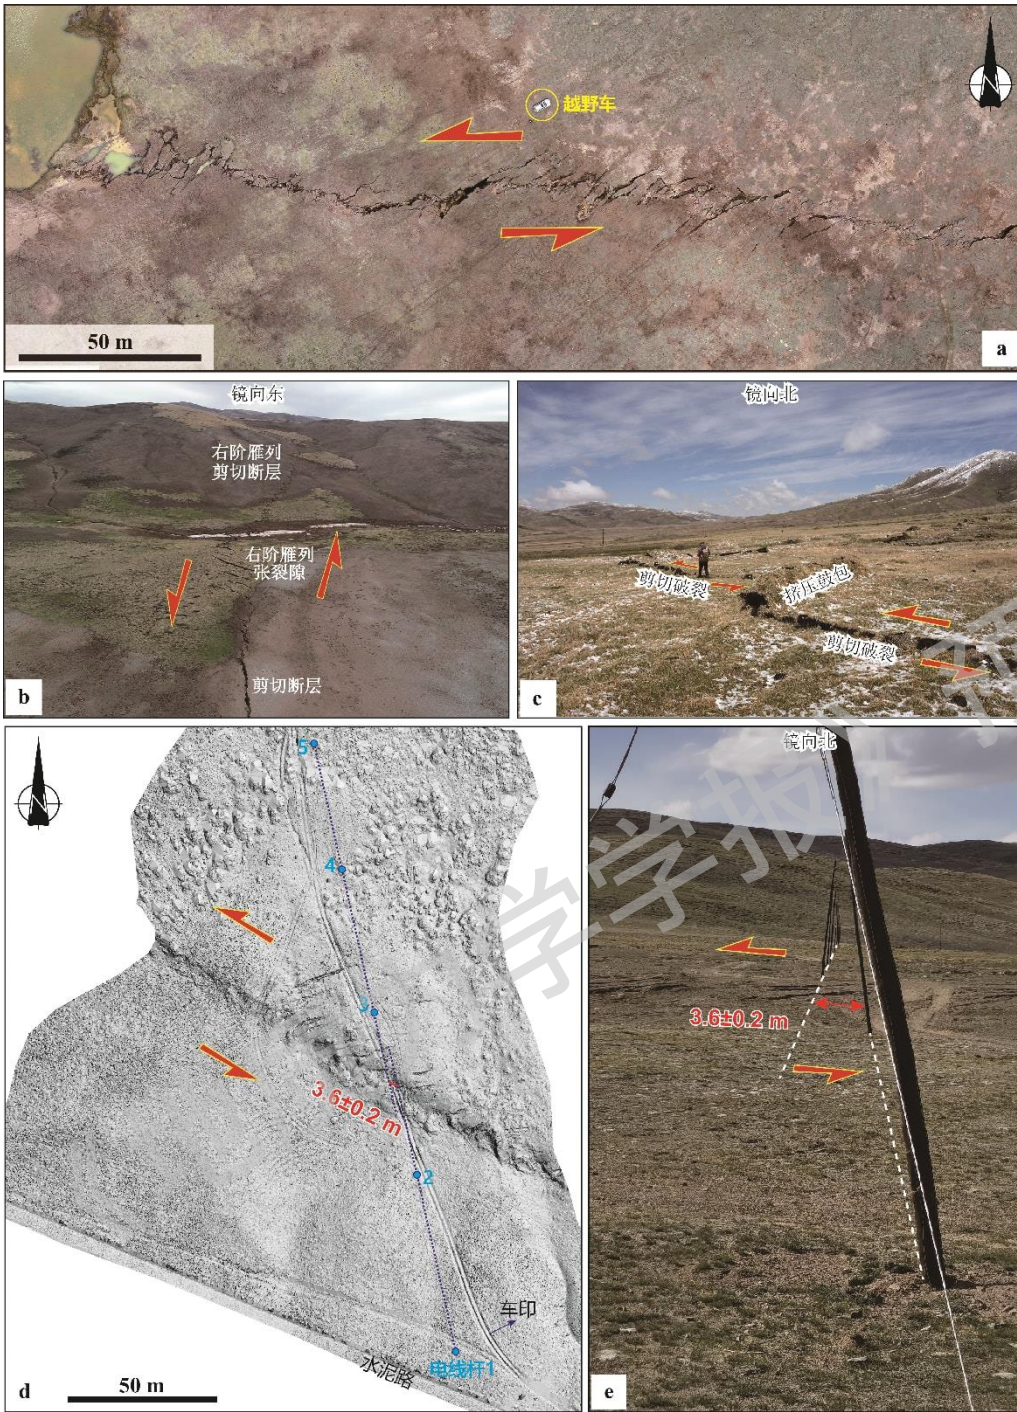 N
越野车
50 m
a
镜向东
右阶雁列
剪切断层
右阶雁列
张裂隙
剪切断层
b
镜向北
剪切破裂
挤压鼓包
剪切破裂
c
N
5
4
3
3.6±0.2 m
2
车印
电线杆1
水泥路
50 m
d
镜向北
3.6±0.2 m
e
学学报